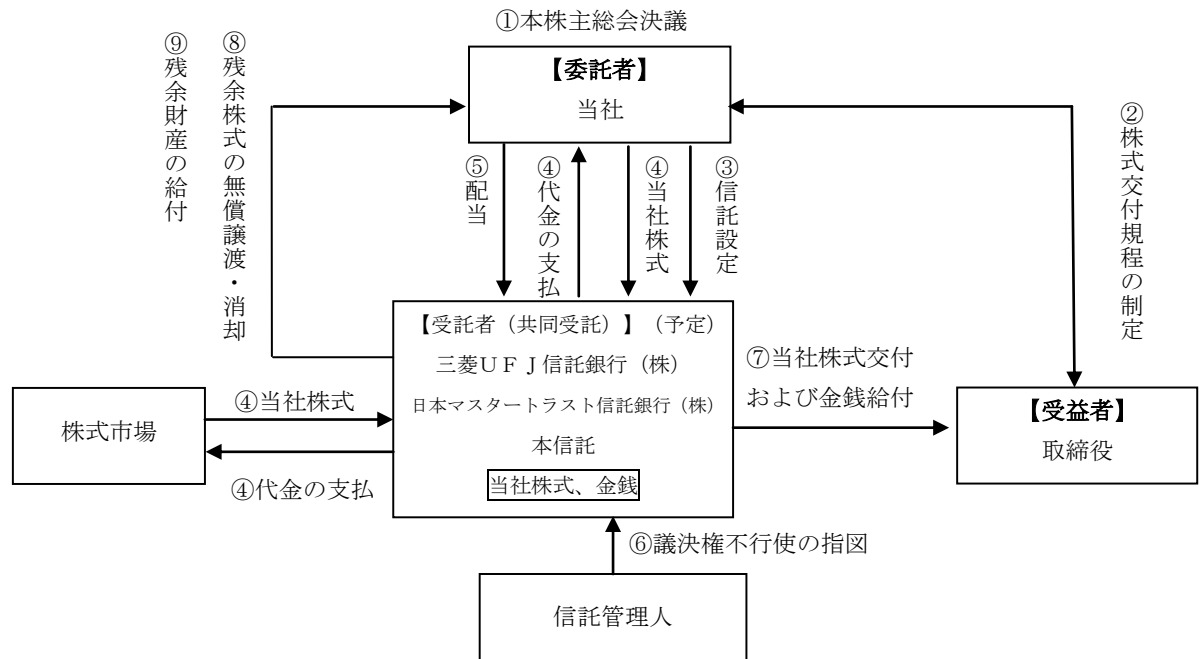 ①本株主総会決議
⑨残余財産の給付
⑧残余株式の無償譲渡・消却
【委託者】
当社
②株式交付規程の制定
⑤配当
④代金の支払
④当社株式
③信託設定
【受託者(共同受託)】(予定)
三菱UFJ信託銀行(株)
日本マスタートラスト信託銀行(株)
本信託
当社株式、金銭
④当社株式
株式市場
④代金の支払
⑦当社株式交付
および金銭給付
【受益者】
取締役
⑥議決権不行使の指図
信託管理人